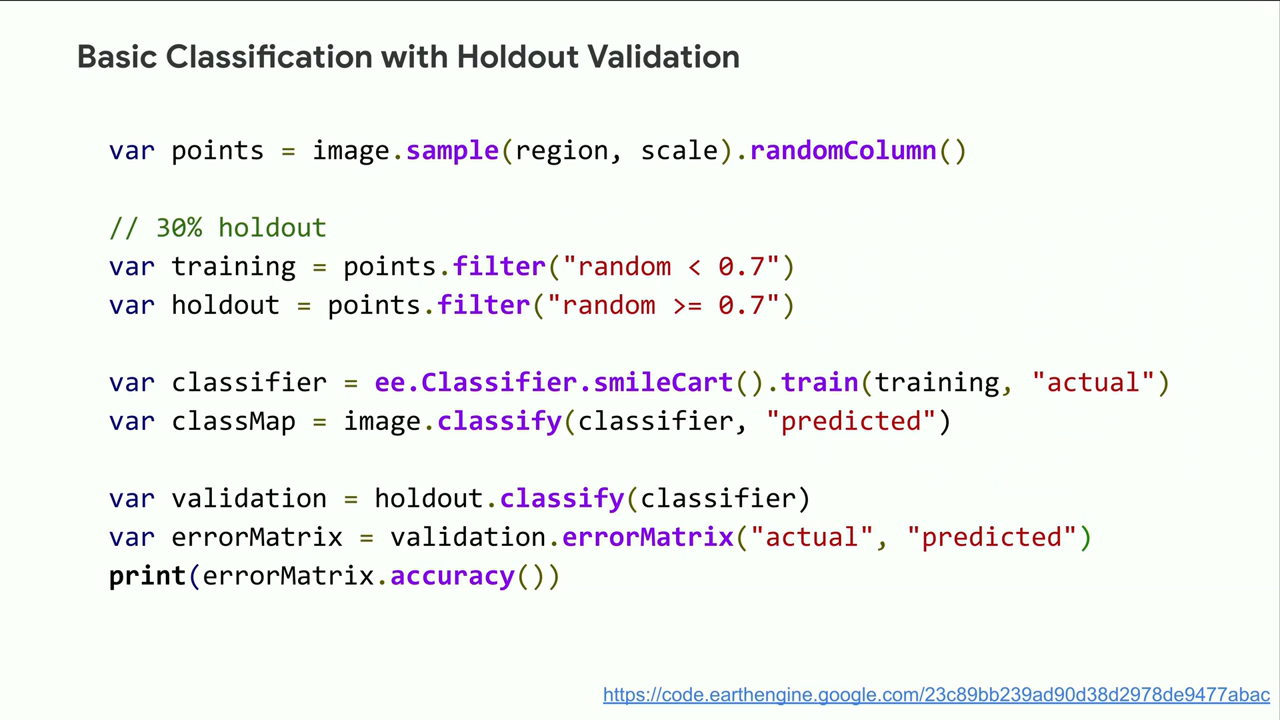 Basic Classification with Holdout Validation
var points = image.sample(region, scale).randomColumn()
// 30% holdout
var training = points.filter("random < 0.7")
var holdout = points.filter("random >= 0.7")
var classifier = ee.Classifier.smileCart().train(training, "actual")
var classMap = image.classify(classifier, "predicted")
var validation = holdout.classify(classifier)
var errorMatrix = validation.errorMatrix("actual", "predicted")
print(errorMatrix.accuracy())
https://code.earthengine.google.com/23c89bb239ad90d38d2978de9477abac